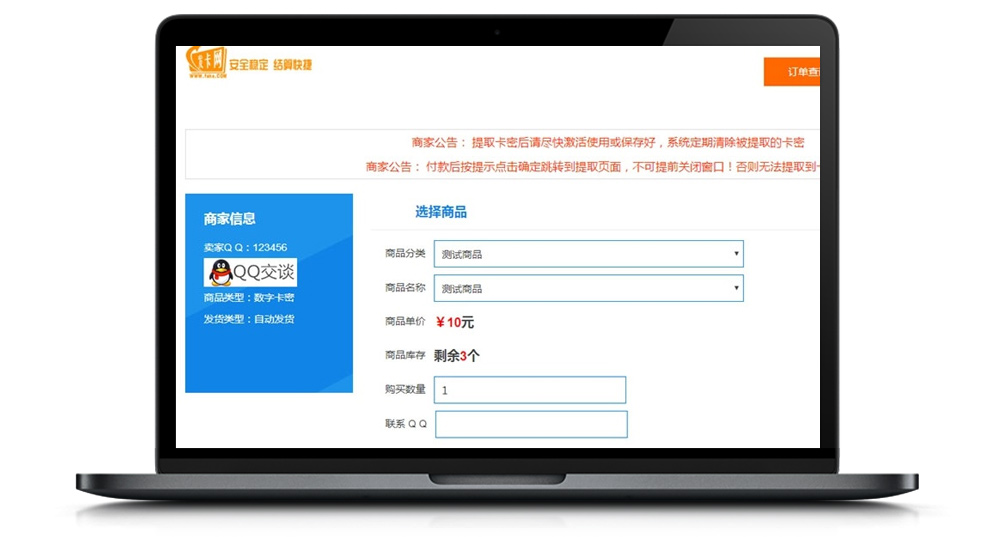 发卡网
安全稳定 结算快捷
订单查
商家公告： 提取卡密后请尽快激活使用或保存好，系统定期清除被提取的卡密
商家公告： 付款后按提示点击确定跳转到提取页面，不可提前关闭窗口！否则无法提取到
商家信息
卖家ＱＱ：123456
QQ交谈
商品类型：数字卡密
发货类型：自动发货
选择商品
商品分类 测试商品
商品名称 测试商品
商品单价 ￥10元
商品库存 剩余3个
购买数量 1
联系ＱＱ